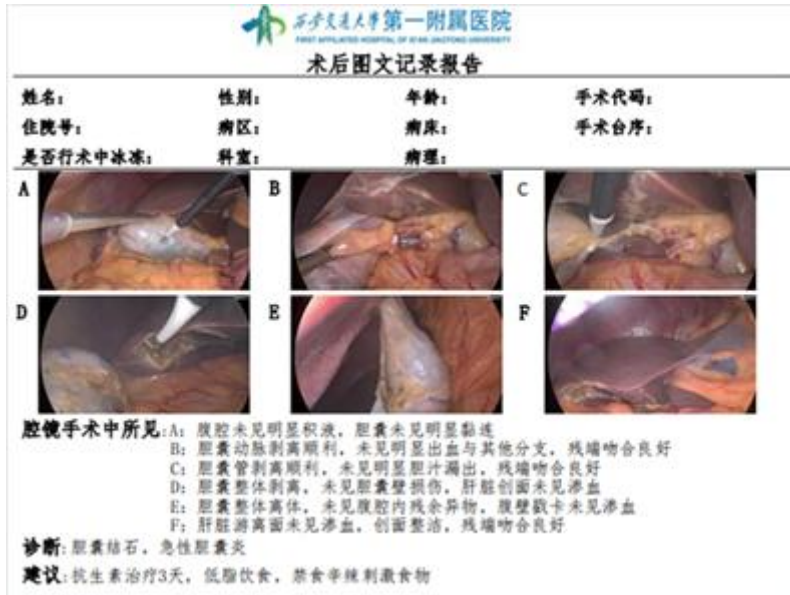 西安交通大学第一附属医院
FIRST AFFILIATED HOSPITAL OF XI'AN JIAOTONG UNIVERSITY
术后图文记录报告
姓名: 性别: 年龄: 手术代码:
住院号: 病区: 病床: 手术台序:
是否行术中冰冻: 科室: 病理:
A B C
D E F
腔镜手术中所见:A: 腹腔未见明显积液, 胆囊未见明显黏连
B: 胆囊动脉剥离顺利, 未见明显出血与其他分支, 残端吻合良好
C: 胆囊管剥离顺利, 未见明显胆汁漏出, 残端吻合良好
D: 胆囊整体剥离, 未见胆囊壁损伤, 肝脏创面未见渗血
E: 胆囊整体离体, 未见腹腔内残余异物, 腹壁戳卡未见渗血
F: 肝脏游离面未见渗血, 创面整洁, 残端吻合良好
诊断: 胆囊结石, 急性胆囊炎
建议: 抗生素治疗3天, 低脂饮食, 禁食辛辣刺激食物